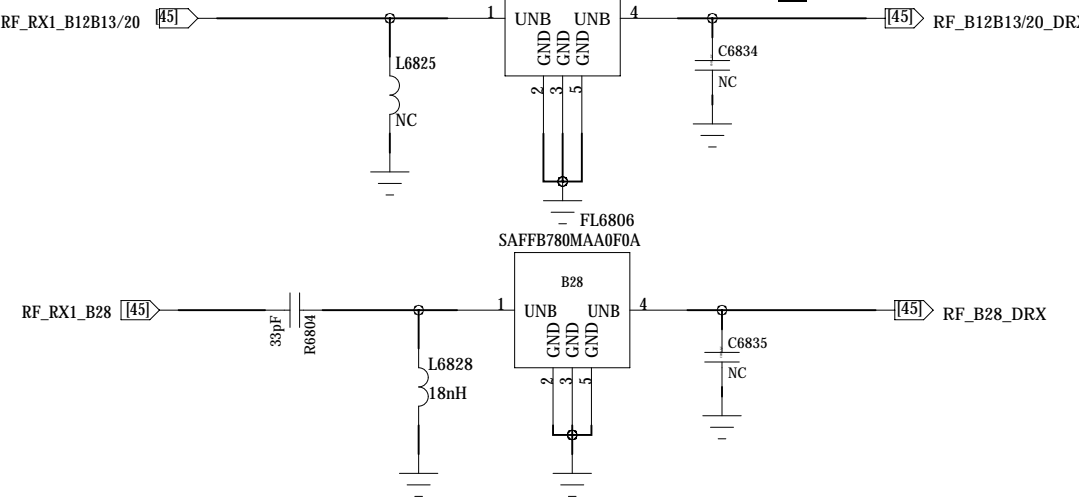 RF_RX1_B12B13/20 [45]
1 UNB UNB 4
GND GND GND
2 3 5
[45] RF_B12B13/20_DRX
L6825
NC
C6834
NC
FL6806
SAFFB780MAA0F0A
B28
RF_RX1_B28 [45]
33pF
R6804
1 UNB UNB 4
GND GND GND
2 3 5
[45] RF_B28_DRX
L6828
18nH
C6835
NC